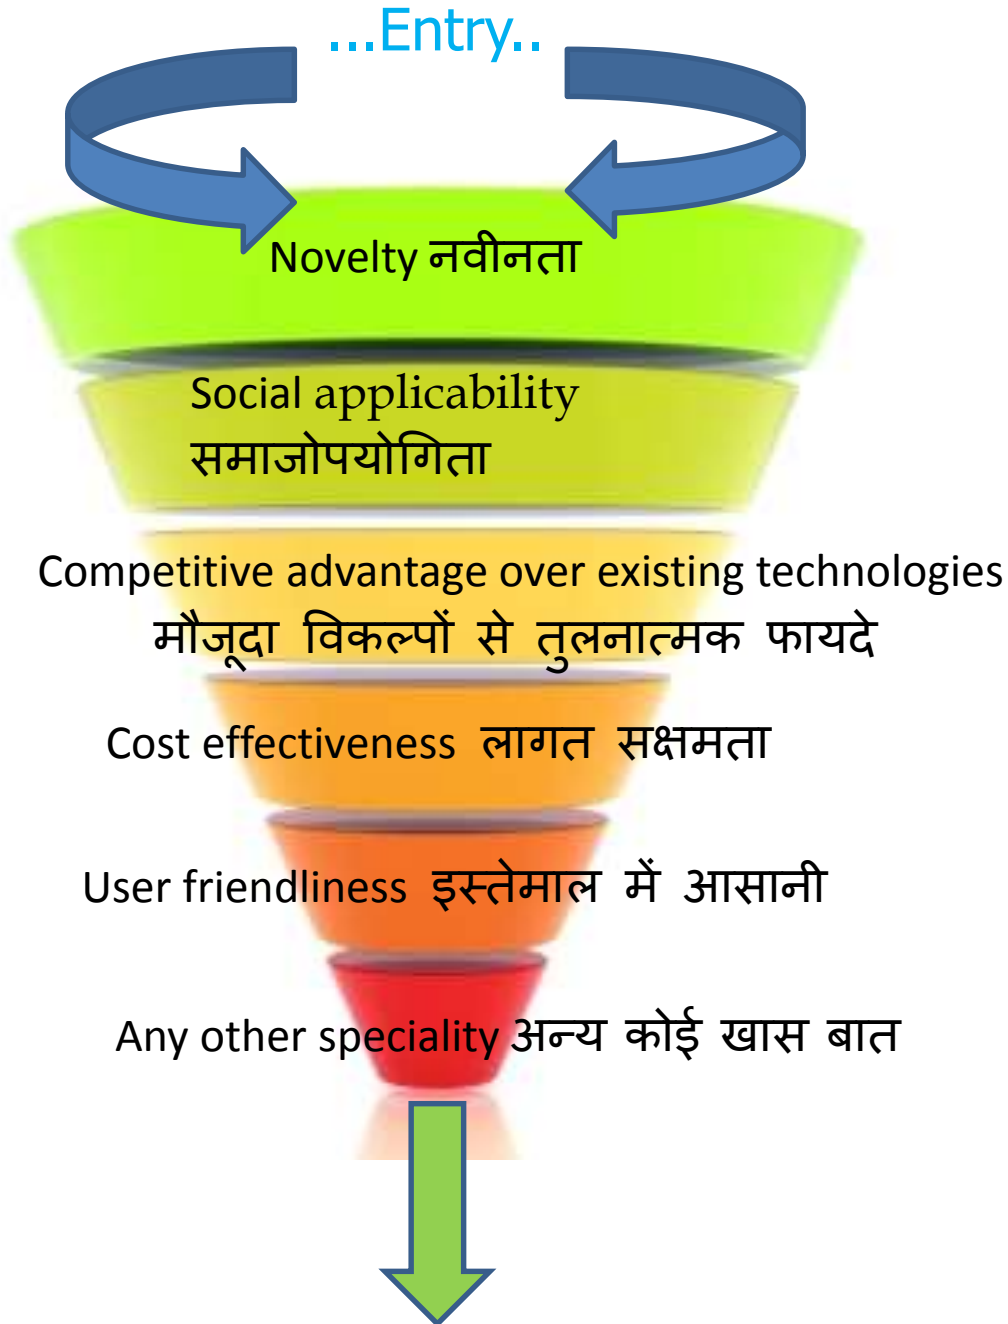 ...Entry..
Novelty नवीनता
Social applicability
समाजोपयोगिता
Competitive advantage over existing technologies
मौजूदा विकल्पों से तुलनात्मक फायदे
Cost effectiveness लागत सक्षमता
User friendliness इस्तेमाल में आसानी
Any other speciality अन्य कोई खास बात